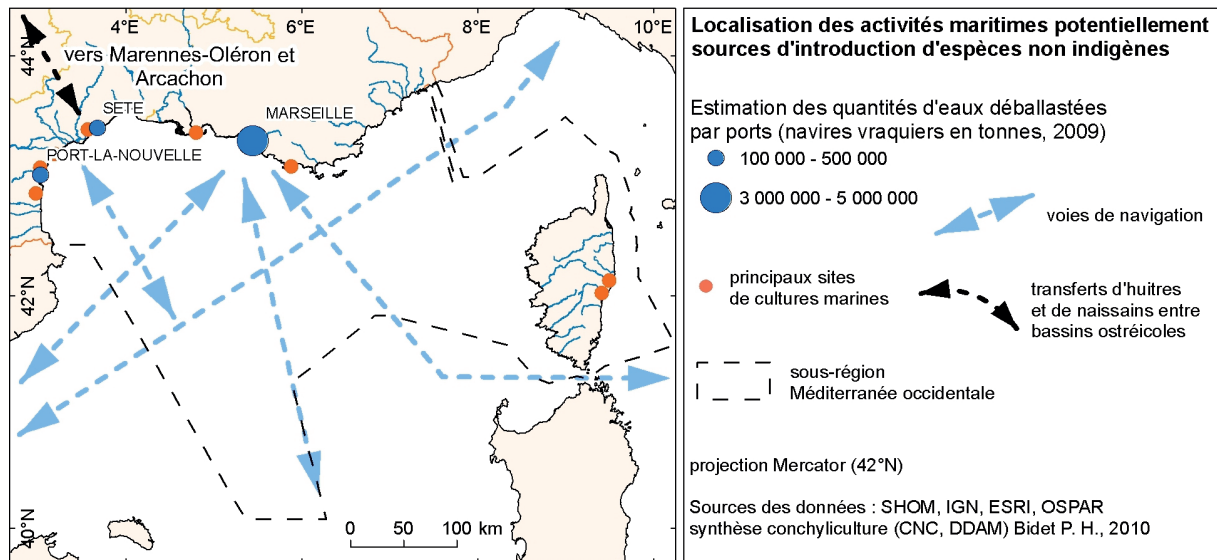 4°E
6°E
8°E
10°E
44°N
42°N
40°N
vers Marennes-Oléron et
Arcachon
SETE
MARSEILLE
PORT-LA-NOUVELLE
0 50 100 km
Localisation des activités maritimes potentiellement
sources d'introduction d'espèces non indigènes
Estimation des quantités d'eaux déballastées
par ports (navires vraquiers en tonnes, 2009)
100 000 - 500 000
3 000 000 - 5 000 000
voies de navigation
principaux sites
de cultures marines
transferts d'huitres
et de naissains entre
bassins ostréicoles
sous-région
Méditerranée occidentale
projection Mercator (42°N)
Sources des données : SHOM, IGN, ESRI, OSPAR
synthèse conchyliculture (CNC, DDAM) Bidet P. H., 2010